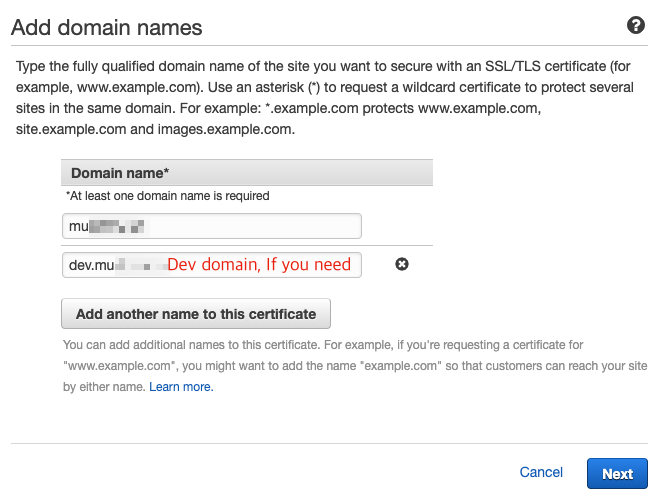 Add domain names
?
Type the fully qualified domain name of the site you want to secure with an SSL/TLS certificate (for
example, www.example.com). Use an asterisk (*) to request a wildcard certificate to protect several
sites in the same domain. For example: *.example.com protects www.example.com,
site.example.com and images.example.com.
Domain name*
*At least one domain name is required
mu
dev.mu Dev domain, If you need
Add another name to this certificate
You can add additional names to this certificate. For example, if you're requesting a certificate for
"www.example.com", you might want to add the name "example.com" so that customers can reach your site
by either name. Learn more.
Cancel Next